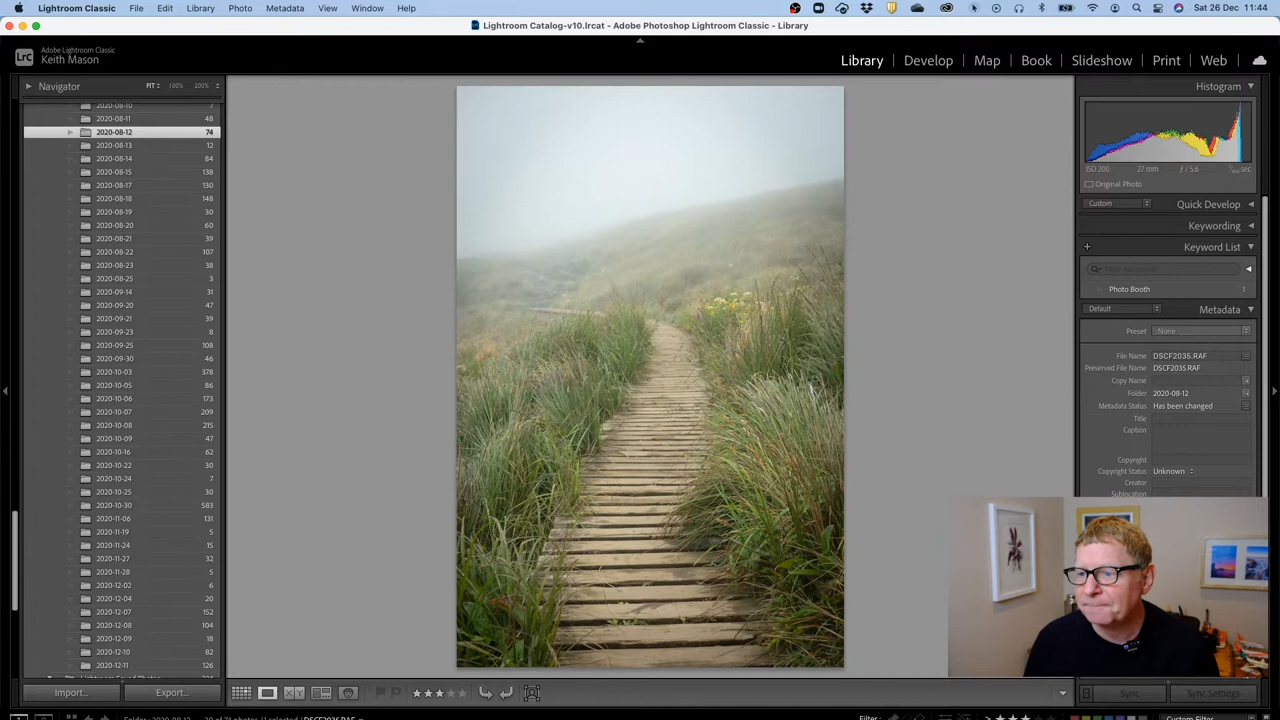 Lightroom Classic File Edit Library Photo Metadata View Window Help Sat 26 Dec 11:44
Lightroom Catalog-v10.lrcat - Adobe Photoshop Lightroom Classic - Library
Lrc Adobe Lightroom Classic
Keith Mason
Library Develop Map Book Slideshow Print Web
Navigator FIT 100% 200%
2020-08-10 7
2020-08-11 48
2020-08-12 74
2020-08-13 12
2020-08-14 84
2020-08-15 138
2020-08-17 130
2020-08-18 148
2020-08-19 30
2020-08-20 60
2020-08-21 39
2020-08-22 107
2020-08-23 38
2020-08-25 3
2020-09-14 31
2020-09-20 47
2020-09-21 39
2020-09-23 8
2020-09-25 108
2020-09-30 46
2020-10-03 378
2020-10-05 86
2020-10-06 173
2020-10-07 209
2020-10-08 215
2020-10-09 47
2020-10-16 62
2020-10-22 30
2020-10-24 7
2020-10-25 30
2020-10-30 583
2020-11-06 131
2020-11-19 5
2020-11-24 15
2020-11-27 32
2020-11-28 5
2020-12-02 6
2020-12-04 20
2020-12-07 152
2020-12-08 104
2020-12-09 18
2020-12-10 82
2020-12-11 126
Import... Export...
Histogram
ISO 200 27 mm ƒ / 5.6
Original Photo
Custom Quick Develop
Keywording
Keyword List
Filter Keywords
Photo Booth 1
Default Metadata
Preset None
File Name DSCF2035.RAF
Preserved File Name DSCF2035.RAF
Copy Name
Folder 2020-08-12
Metadata Status Has been changed
Title
Caption
Copyright
Copyright Status Unknown
Creator
Sublocation
Sync Sync Settings
Filter: